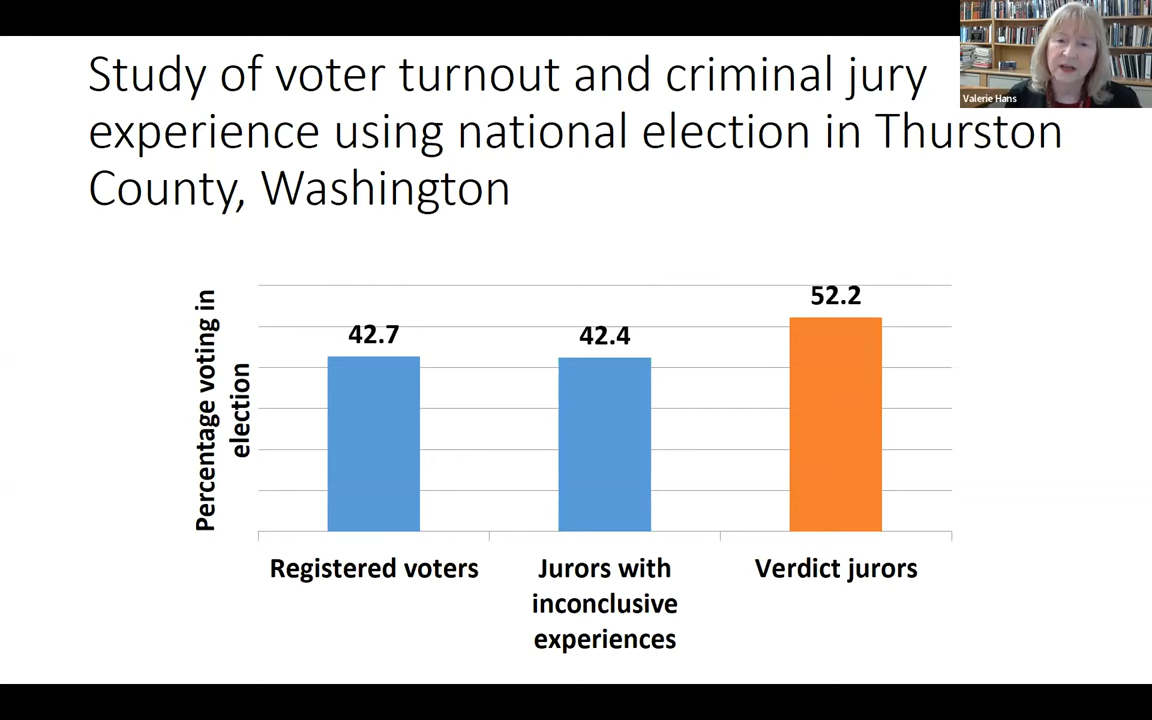 Study of voter turnout and criminal jury
experience using national election in Thurston
County, Washington
Valerie Hans
Percentage voting in
election
42.7
42.4
52.2
Registered voters
Jurors with
inconclusive
experiences
Verdict jurors